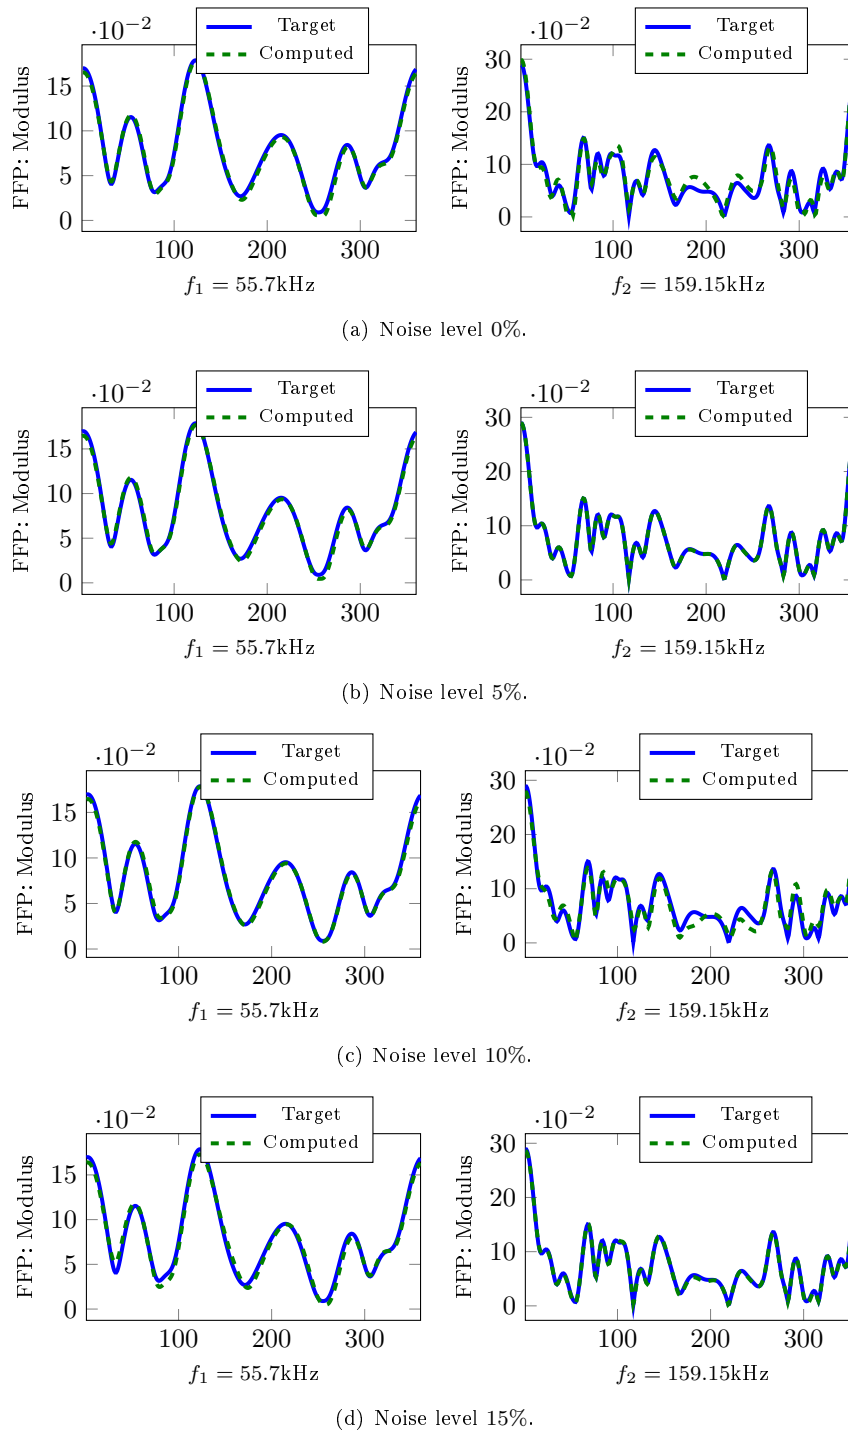 ·10−2
Target
Computed
FFP: Modulus
15
10
5
0
100 200 300
f1 = 55.7kHz
·10−2
Target
Computed
FFP: Modulus
30
20
10
0
100 200 300
f2 = 159.15kHz
(a) Noise level 0%.
·10−2
Target
Computed
FFP: Modulus
15
10
5
0
100 200 300
f1 = 55.7kHz
·10−2
Target
Computed
FFP: Modulus
30
20
10
0
100 200 300
f2 = 159.15kHz
(b) Noise level 5%.
·10−2
Target
Computed
FFP: Modulus
15
10
5
0
100 200 300
f1 = 55.7kHz
·10−2
Target
Computed
FFP: Modulus
30
20
10
0
100 200 300
f2 = 159.15kHz
(c) Noise level 10%.
·10−2
Target
Computed
FFP: Modulus
15
10
5
0
100 200 300
f1 = 55.7kHz
·10−2
Target
Computed
FFP: Modulus
30
20
10
0
100 200 300
f2 = 159.15kHz
(d) Noise level 15%.